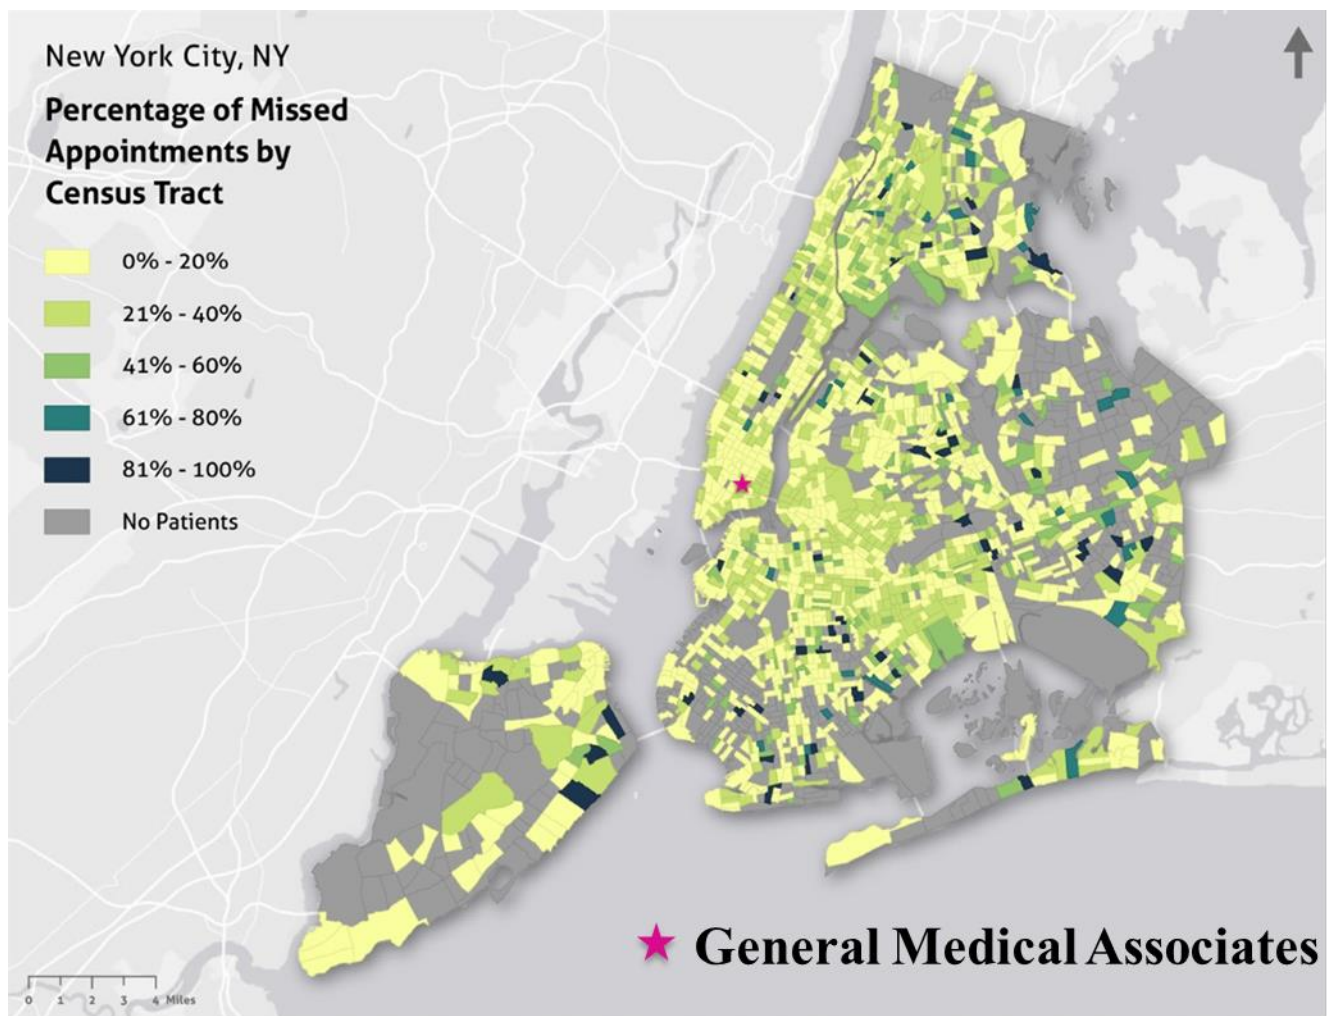 New York City, NY
Percentage of Missed
Appointments by
Census Tract
0% - 20%
21% - 40%
41% - 60%
61% - 80%
81% - 100%
No Patients
General Medical Associates
0 1 2 3 4 Miles